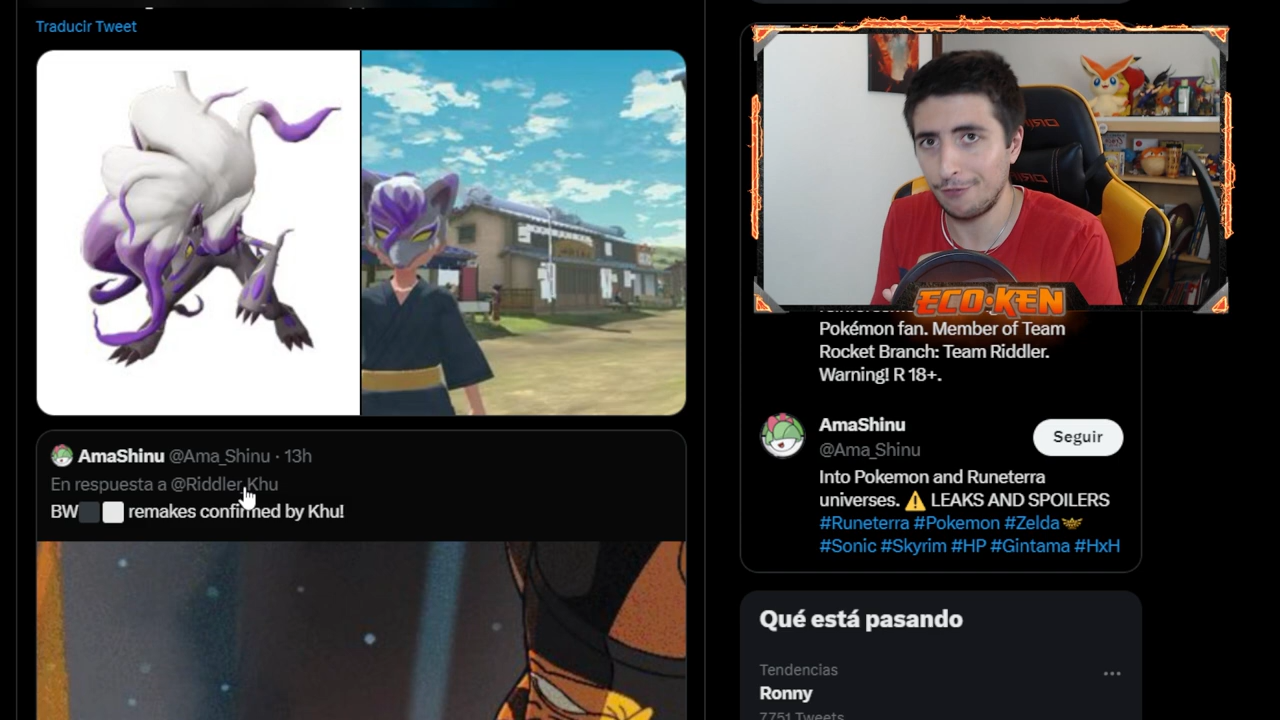 Traducir Tweet
AmaShinu @Ama_Shinu · 13h
En respuesta a @Riddler_Khu
BW⬛⬜ remakes confirmed by Khu!
ECO·KEN
Pokémon fan. Member of Team
Rocket Branch: Team Riddler.
Warning! R 18+.
AmaShinu
@Ama_Shinu
Seguir
Into Pokemon and Runeterra
universes. ⚠️ LEAKS AND SPOILERS
#Runeterra #Pokemon #Zelda
#Sonic #Skyrim #HP #Gintama #HxH
Qué está pasando
Tendencias
Ronny
7751 Tweets